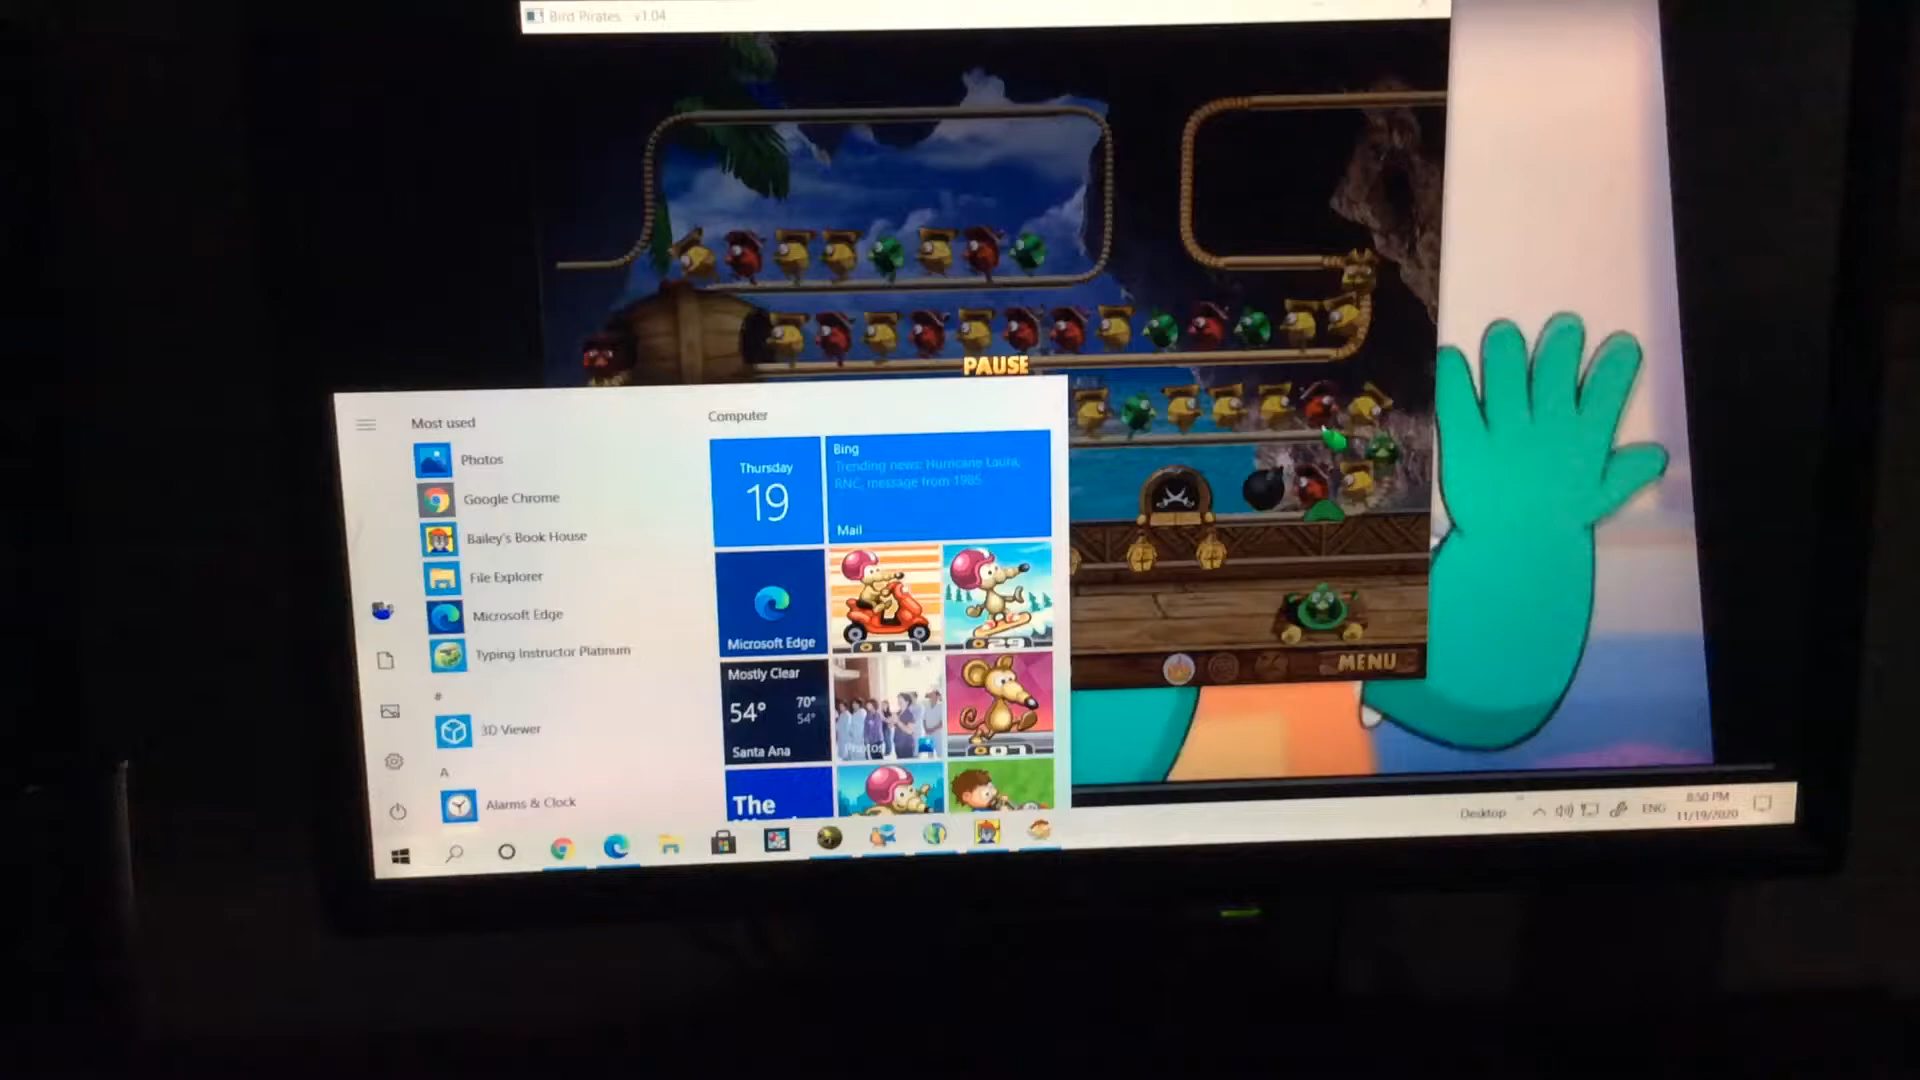 Bird Pirates - v1.04
PAUSE
Most used
Computer
Photos
Google Chrome
Bailey's Book House
File Explorer
Microsoft Edge
Typing Instructor Platinum
#
3D Viewer
A
Alarms & Clock
Thursday
19
Bing
Trending news: Hurricane Laura,
RNC, message from 1985
Mail
Microsoft Edge
Mostly Clear
54° 70°
54°
Santa Ana
Photos
The
MENU
Desktop
ENG
8:50 PM
11/19/2020